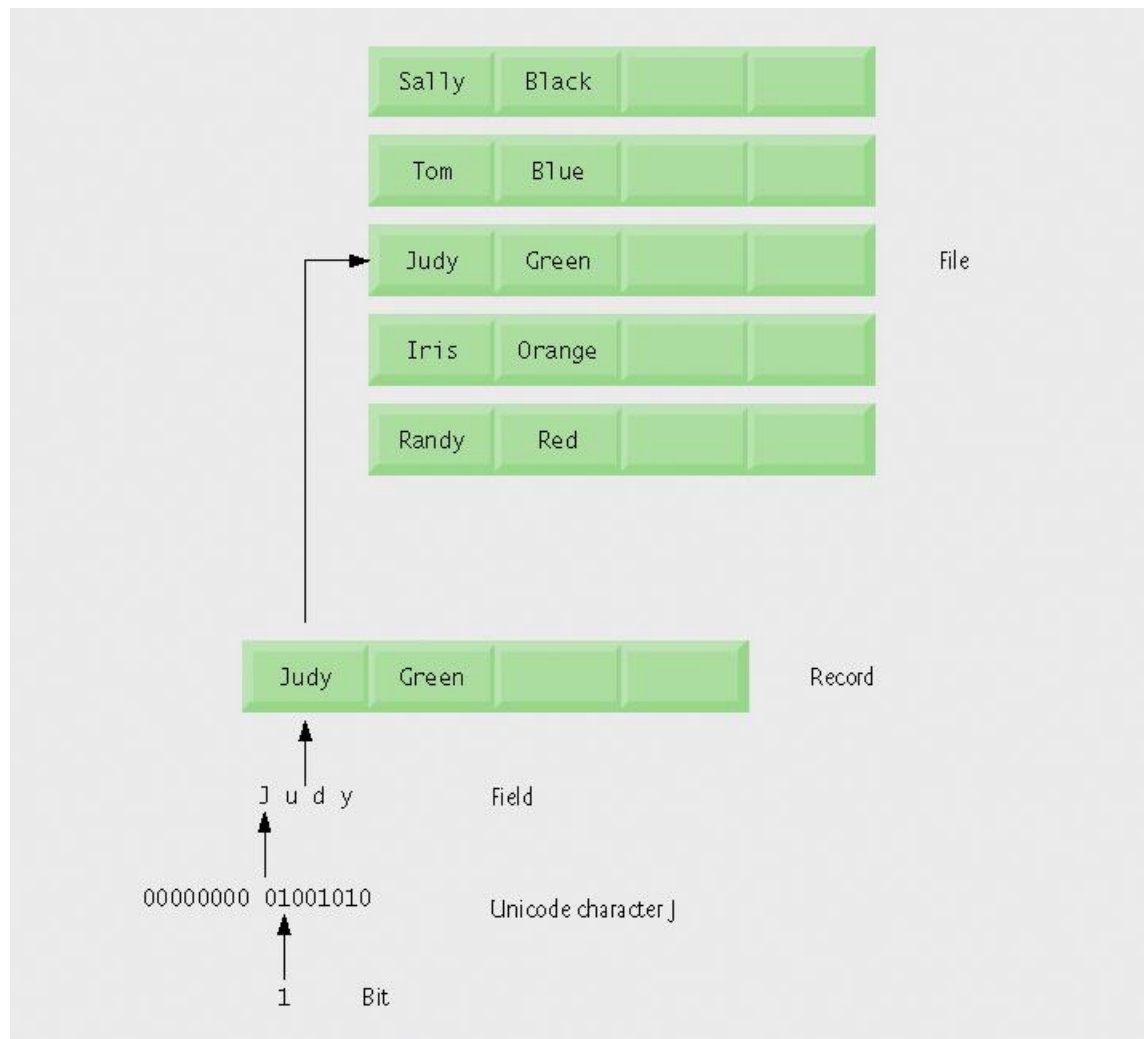 Sally Black
Tom Blue
Judy Green File
Iris Orange
Randy Red
Judy Green Record
J u d y Field
00000000 01001010 Unicode character J
1 Bit